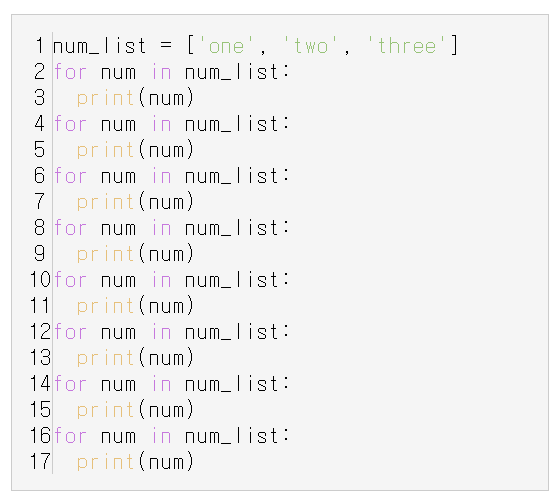 1 num_list = ['one', 'two', 'three']
2 for num in num_list:
3   print(num)
4 for num in num_list:
5   print(num)
6 for num in num_list:
7   print(num)
8 for num in num_list:
9   print(num)
10 for num in num_list:
11   print(num)
12 for num in num_list:
13   print(num)
14 for num in num_list:
15   print(num)
16 for num in num_list:
17   print(num)